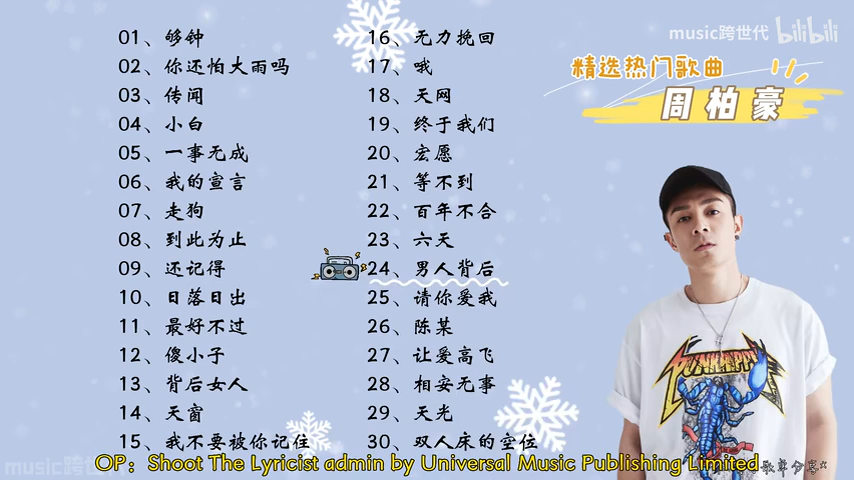 music跨世代 bilibili
精选热门歌曲
周柏豪
01、够钟
02、你还怕大雨吗
03、传闻
04、小白
05、一事无成
06、我的宣言
07、走狗
08、到此为止
09、还记得
10、日落日出
11、最好不过
12、傻小子
13、背后女人
14、天窗
15、我不要被你记住
16、无力挽回
17、哦
18、天网
19、终于我们
20、宏愿
21、等不到
22、百年不合
23、六天
24、男人背后
25、请你爱我
26、陈某
27、让爱高飞
28、相安无事
29、天光
30、双人床的空位
OP：Shoot The Lyricist admin by Universal Music Publishing Limited